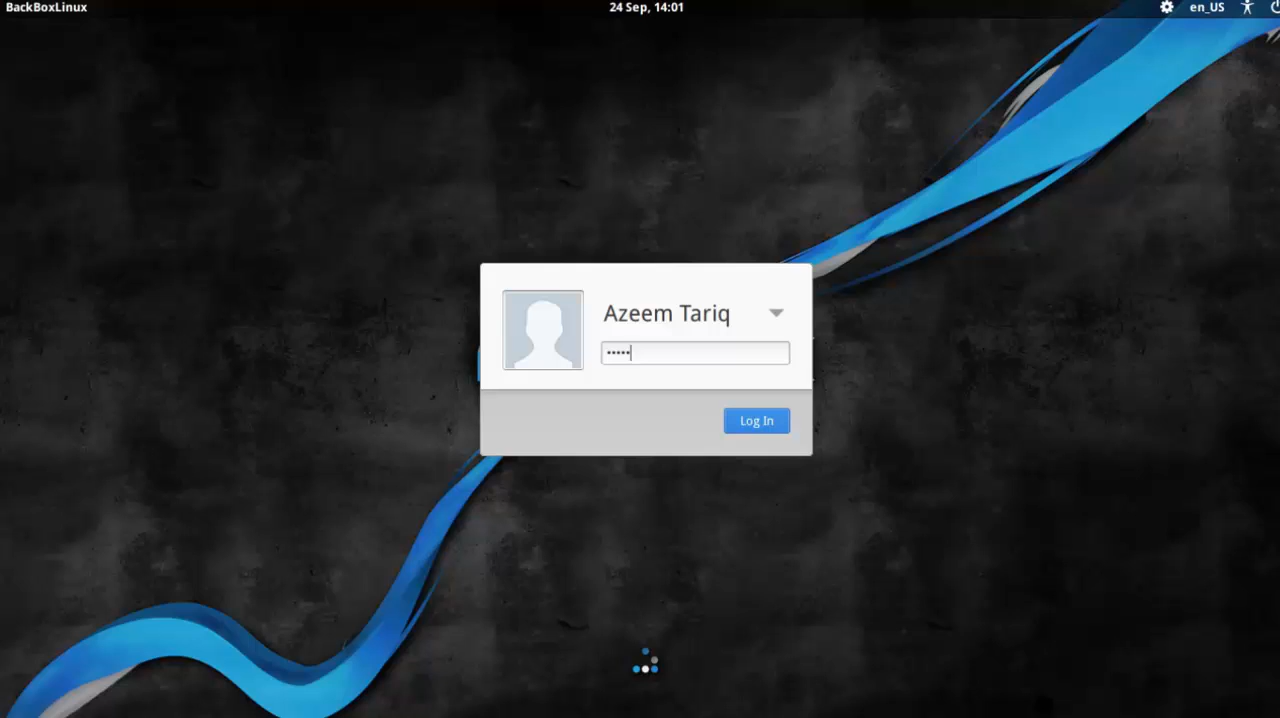 BackBoxLinux
24 Sep, 14:01
en_US
Azeem Tariq
•••••
Log In